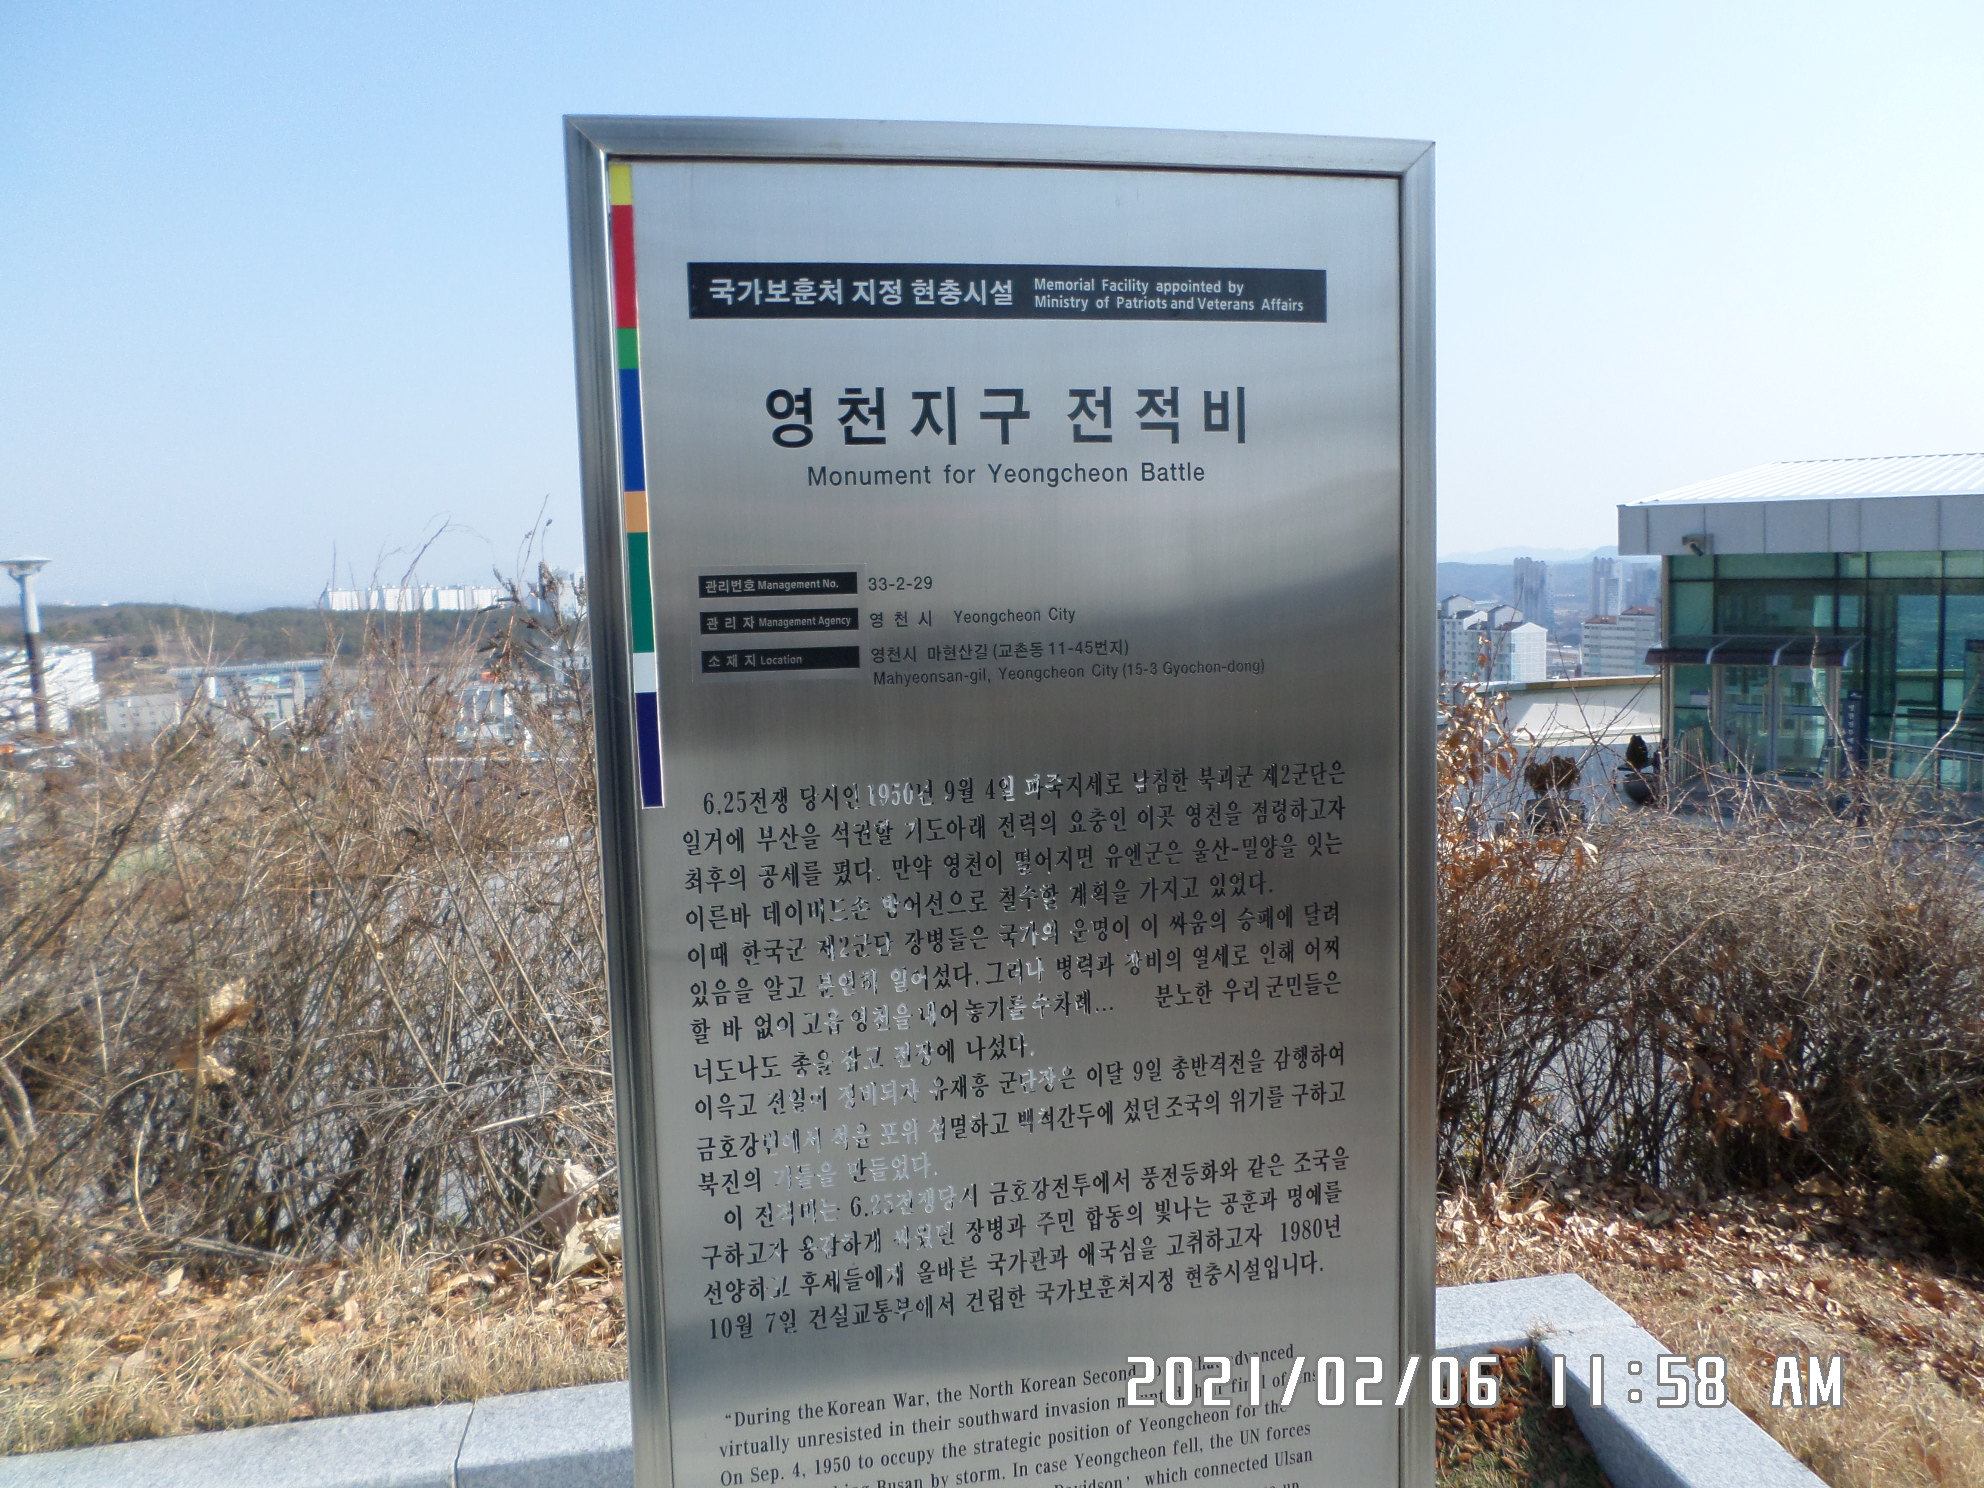 국가보훈처 지정 현충시설
Memorial Facility appointed by
Ministry of Patriots and Veterans Affairs
영천지구 전적비
Monument for Yeongcheon Battle
관리번호 Management No. 33-2-29
관리자 Management Agency 영천시 Yeongcheon City
소재지 Location 영천시 마현산길 (교촌동 11-45번지)
Mahyeonsan-gil, Yeongcheon City (15-3 Gyochon-dong)
6.25전쟁 당시인 1950년 9월 4일 파죽지세로 남침한 북괴군 제2군단은
일거에 부산을 석권할 기도아래 전력의 요충인 이곳 영천을 점령하고자
최후의 공세를 폈다. 만약 영천이 떨어지면 유엔군은 울산-밀양을 잇는
이른바 데이비드슨 방어선으로 철수할 계획을 가지고 있었다.
이때 한국군 제2군단 장병들은 국가의 운명이 이 싸움의 승패에 달려
있음을 알고 분연히 일어섰다. 그러나 병력과 장비의 열세로 인해 어찌
할 바 없이 고읍 영천을 내어 놓기를 수차례... 분노한 우리 군민들은
너도나도 총을 잡고 전장에 나섰다.
이윽고 전열이 정비되자 유재흥 군단장은 이달 9일 총반격전을 감행하여
금호강변에서 적을 포위 섬멸하고 백척간두에 섰던 조국의 위기를 구하고
북진의 기틀을 만들었다.
이 전적비는 6.25전쟁당시 금호강전투에서 풍전등화와 같은 조국을
구하고자 용감하게 싸웠던 장병과 주민 합동의 빛나는 공훈과 명예를
선양하고 후세들에게 올바른 국가관과 애국심을 고취하고자 1980년
10월 7일 건설교통부에서 건립한 국가보훈처지정 현충시설입니다.
“During the Korean War, the North Korean Second advanced
virtually unresisted in their southward invasion final
On Sep. 4, 1950 to occupy the strategic position of Yeongcheon for the
Busan by storm. In case Yeongcheon fell, the UN forces
Davidson' which connected Ulsan
2021/02/06 11:58 AM